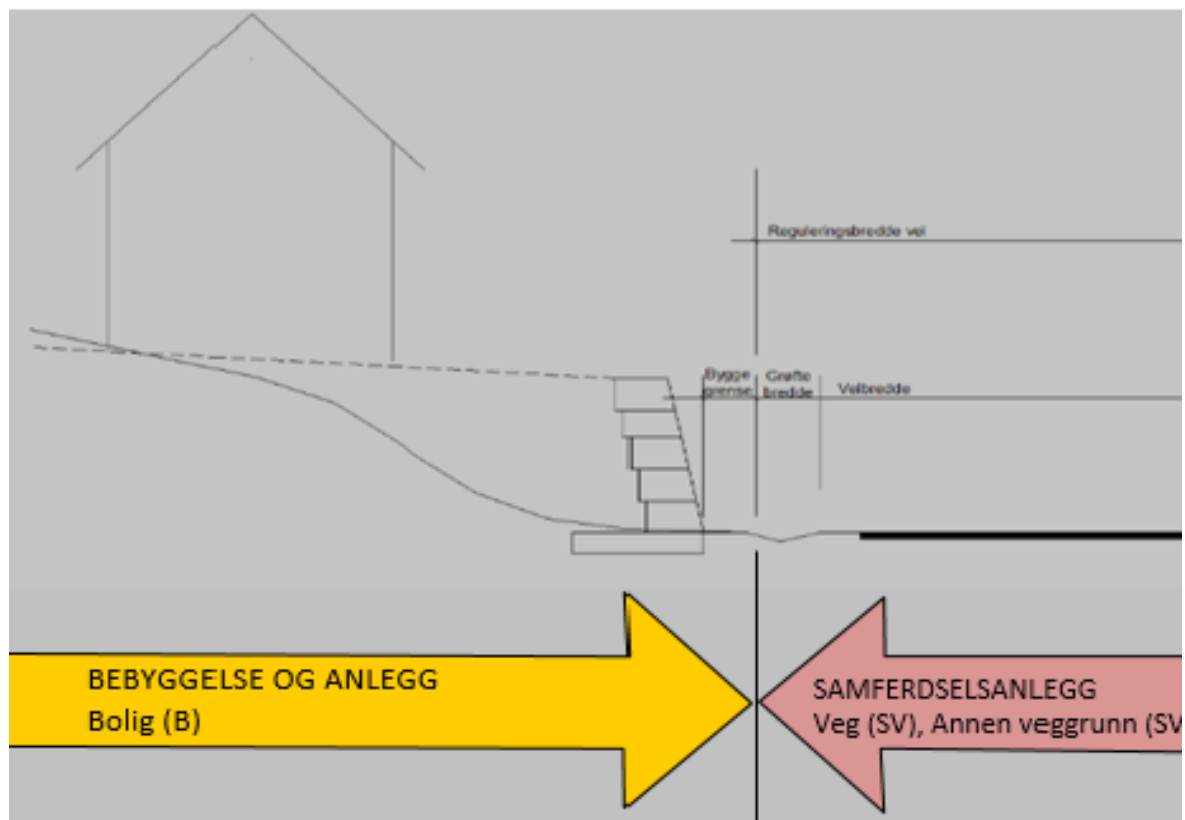 Reguleringsbredde vei
Bygge
grense
Grøfte
bredde
Veibredde
BEBYGGELSE OG ANLEGG
Bolig (B)
SAMFERDSELSANLEGG
Veg (SV), Annen veggrunn (SV